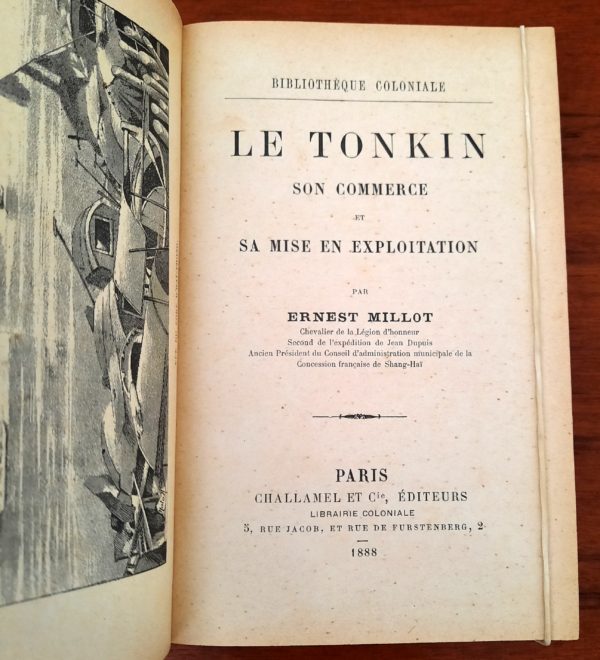 BIBLIOTHÈQUE COLONIALE
LE TONKIN
SON COMMERCE
ET
SA MISE EN EXPLOITATION
PAR
ERNEST MILLOT
Chevalier de la Légion d'honneur
Second de l'expédition de Jean Dupuis
Ancien Président du Conseil d'administration municipale de la
Concession française de Shang-Haï
PARIS
CHALLAMEL ET Cie, ÉDITEURS
LIBRAIRIE COLONIALE
5, RUE JACOB, ET RUE DE FURSTENBERG, 2
1888